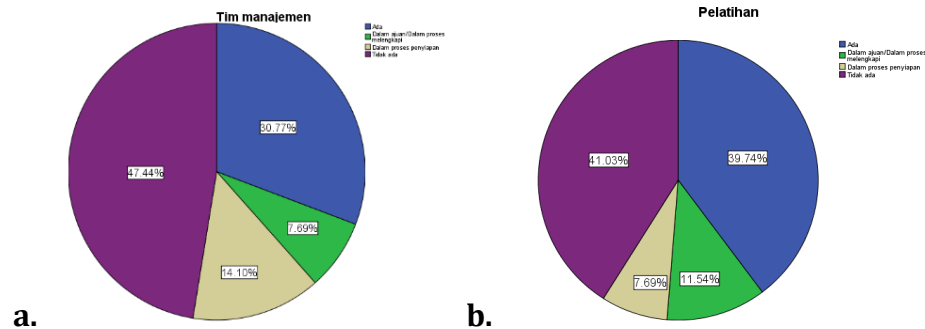 Tim manajemen
Ada
Dalam ajuan/Dalam proses
melengkapi
Dalam proses penyiapan
Tidak ada
30.77%
47.44%
7.69%
14.10%
a.
Pelatihan
Ada
Dalam ajuan/Dalam proses
melengkapi
Dalam proses penyiapan
Tidak ada
39.74%
41.03%
7.69%
11.54%
b.